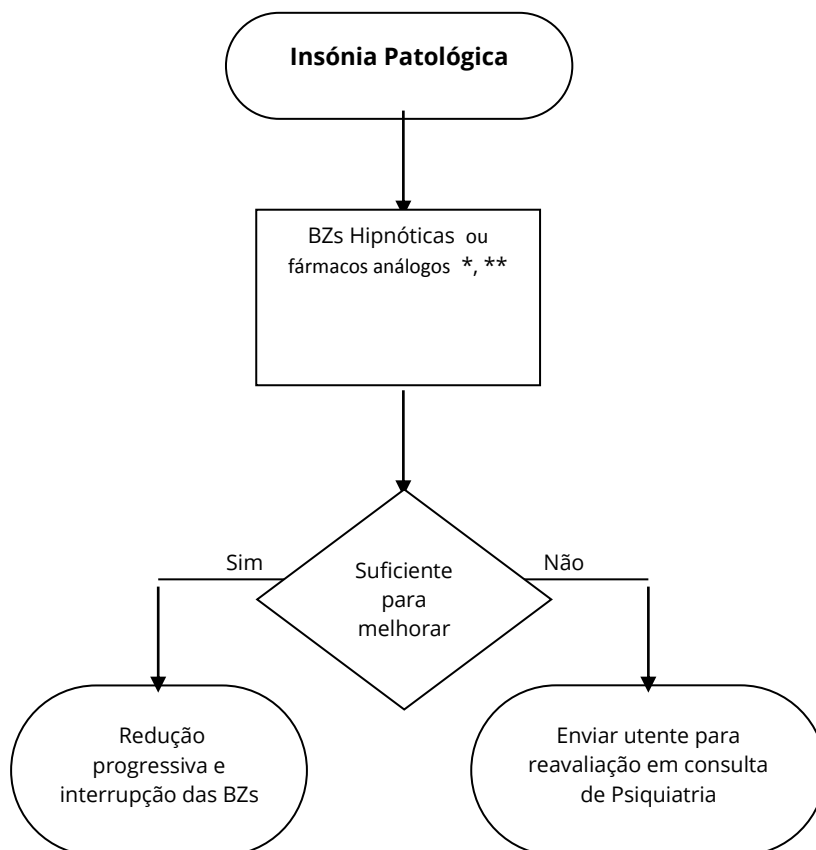 Insónia Patológica
BZs Hipnóticas ou
fármacos análogos *, **
Sim
Não
Suficiente
para
melhorar
Redução
progressiva e
interrupção das BZs
Enviar utente para
reavaliação em consulta
de Psiquiatria